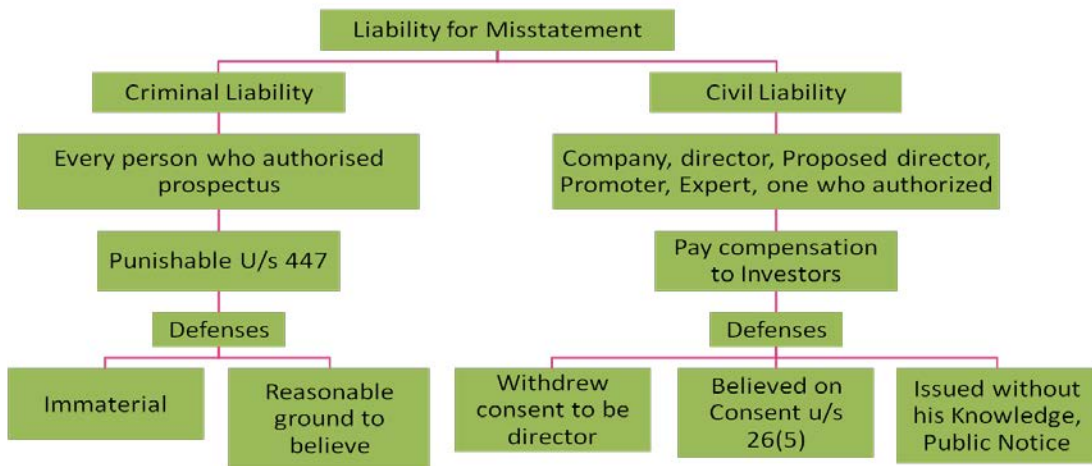 Liability for Misstatement
Criminal Liability
Civil Liability
Every person who authorised
prospectus
Company, director, Proposed director,
Promoter, Expert, one who authorized
Punishable U/s 447
Pay compensation
to Investors
Defenses
Defenses
Immaterial
Reasonable
ground to
believe
Withdrew
consent to be
director
Believed on
Consent u/s
26(5)
Issued without
his Knowledge,
Public Notice